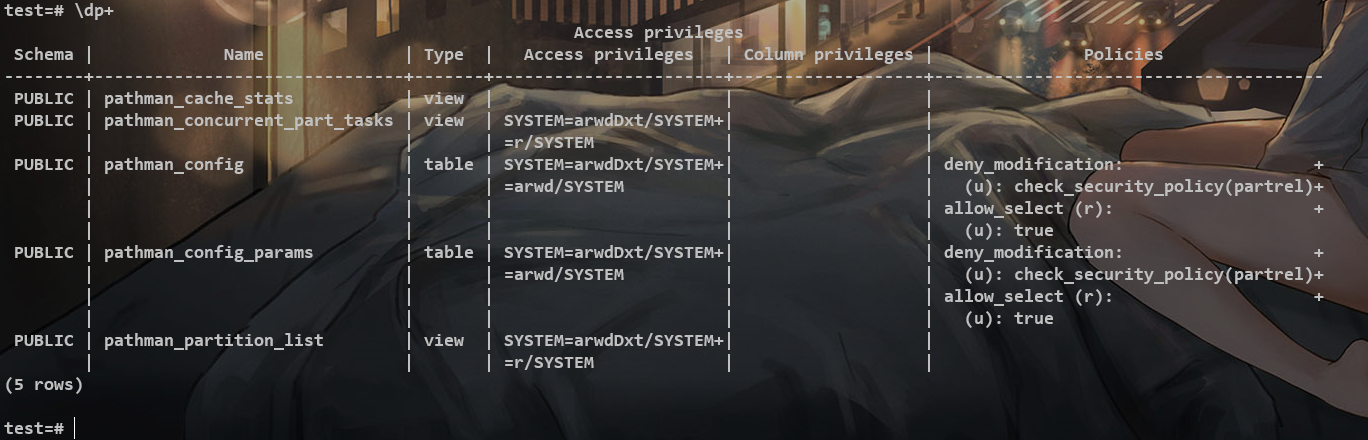 test=# \dp+
Access privileges
Schema | Name | Type | Access privileges | Column privileges | Policies
--------+--------------------------------+-------+-----------------------+-------------------+---------------------------------------
PUBLIC | pathman_cache_stats | view | | |
PUBLIC | pathman_concurrent_part_tasks | view | SYSTEM=arwdDxt/SYSTEM+| |
| | | =r/SYSTEM | |
PUBLIC | pathman_config | table | SYSTEM=arwdDxt/SYSTEM+| | deny_modification: +
| | | =arwd/SYSTEM | | (u): check_security_policy(partrel)+
| | | | | allow_select (r): +
| | | | | (u): true
PUBLIC | pathman_config_params | table | SYSTEM=arwdDxt/SYSTEM+| | deny_modification: +
| | | =arwd/SYSTEM | | (u): check_security_policy(partrel)+
| | | | | allow_select (r): +
| | | | | (u): true
PUBLIC | pathman_partition_list | view | SYSTEM=arwdDxt/SYSTEM+| |
| | | =r/SYSTEM | |
(5 rows)
test=#